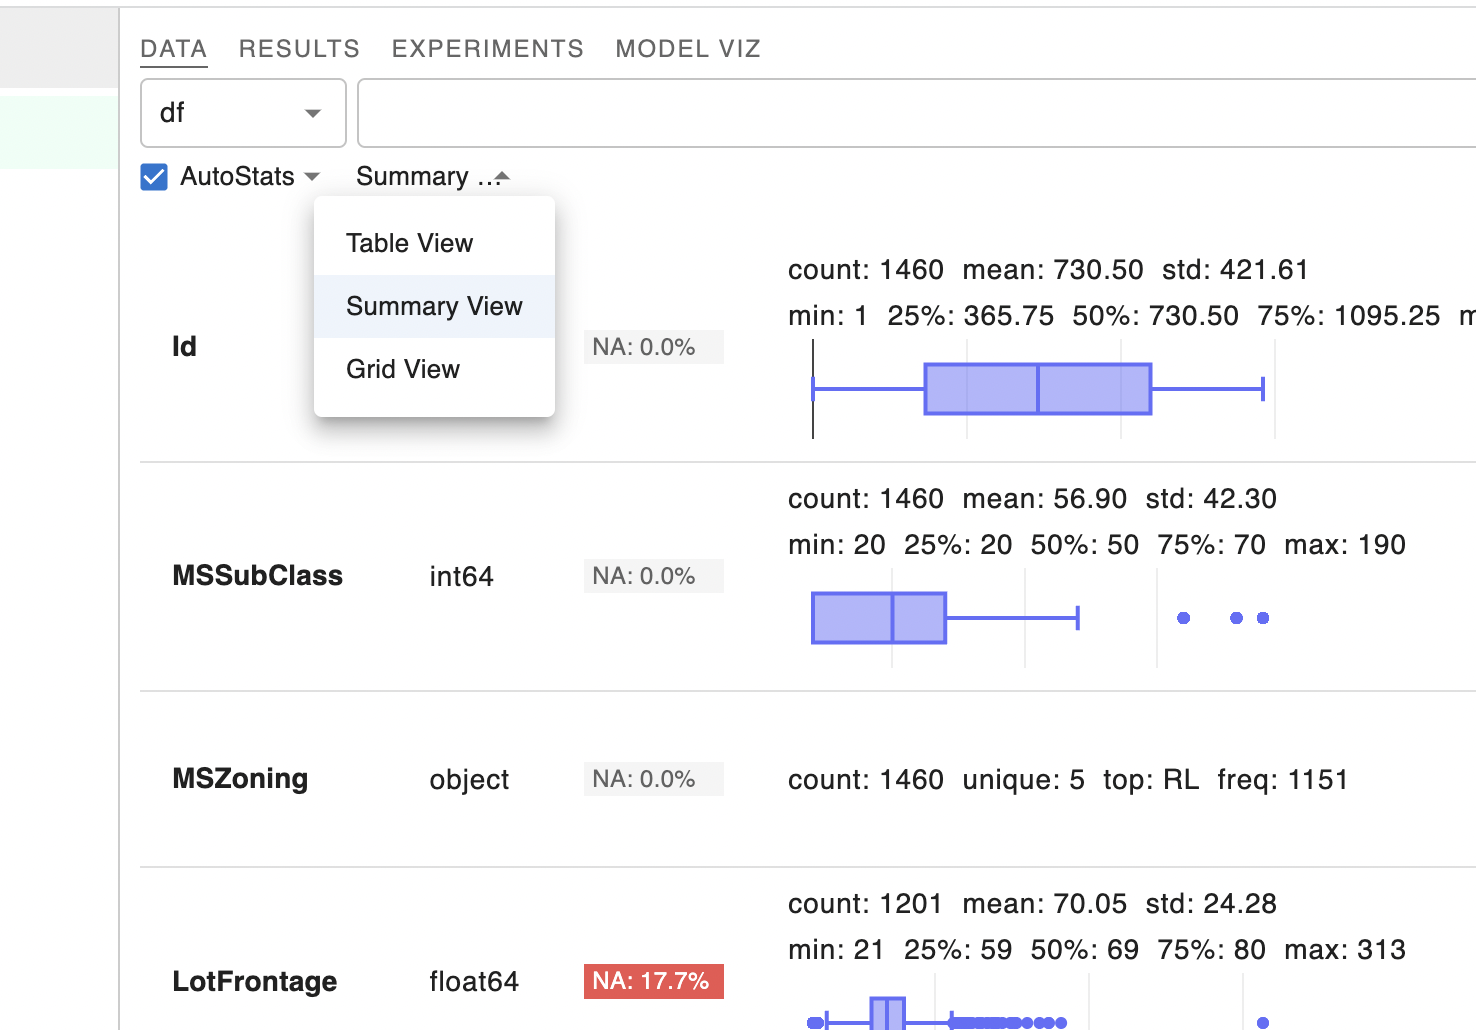 DATA RESULTS EXPERIMENTS MODEL VIZ
df
AutoStats Summary ...
Table View
Summary View
Grid View
Id NA: 0.0%
count: 1460 mean: 730.50 std: 421.61
min: 1 25%: 365.75 50%: 730.50 75%: 1095.25
MSSubClass int64 NA: 0.0%
count: 1460 mean: 56.90 std: 42.30
min: 20 25%: 20 50%: 50 75%: 70 max: 190
MSZoning object NA: 0.0% count: 1460 unique: 5 top: RL freq: 1151
LotFrontage float64 NA: 17.7%
count: 1201 mean: 70.05 std: 24.28
min: 21 25%: 59 50%: 69 75%: 80 max: 313